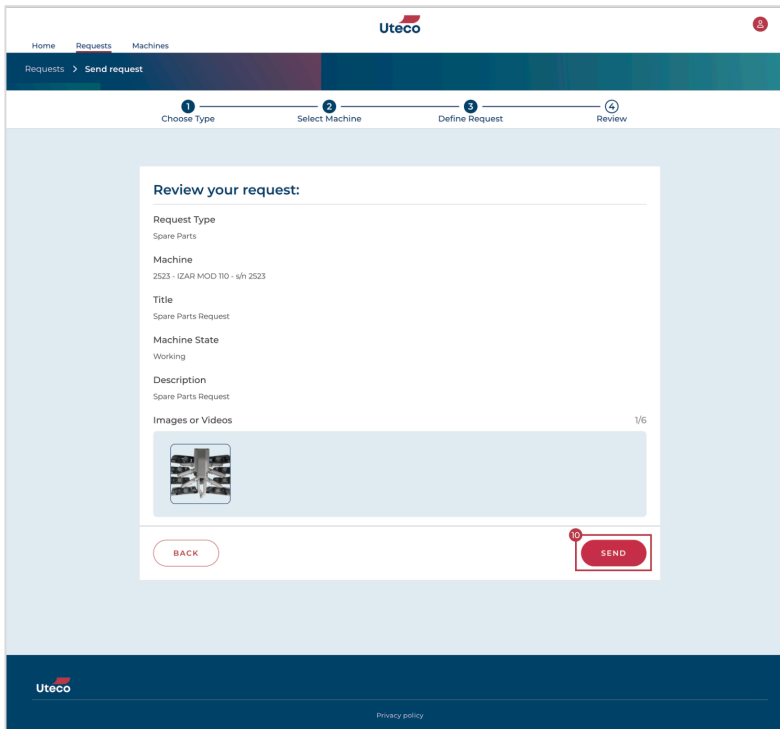 Uteco
Home Requests Machines
Requests > Send request
1 2 3 4
Choose Type Select Machine Define Request Review
Review your request:
Request Type
Spare Parts
Machine
2523 - IZAR MOD 110 - s/n 2523
Title
Spare Parts Request
Machine State
Working
Description
Spare Parts Request
Images or Videos 1/6
10
BACK SEND
Uteco
Privacy policy